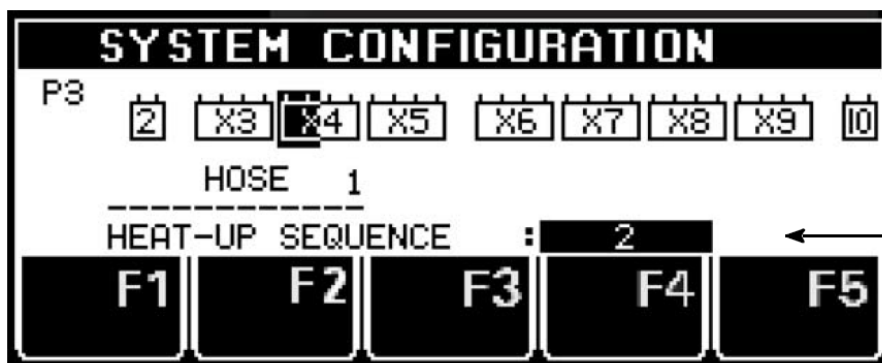 SYSTEM CONFIGURATION
P3
2 X3 X4 X5 X6 X7 X8 X9 10
HOSE 1
HEAT-UP SEQUENCE : 2
F1 F2 F3 F4 F5